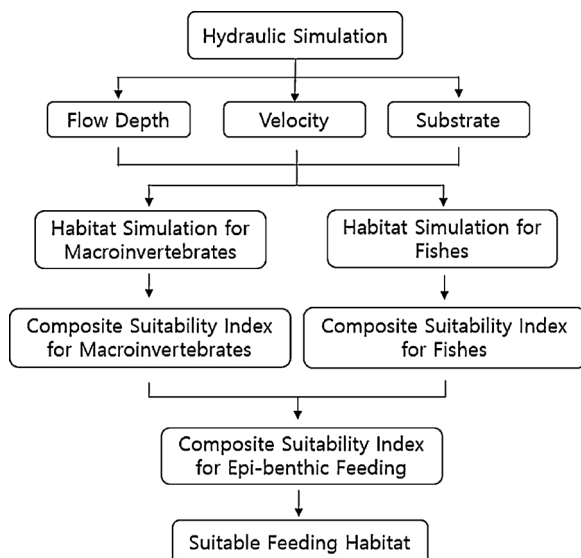 Hydraulic Simulation
Flow Depth
Velocity
Substrate
Habitat Simulation for
Macroinvertebrates
Habitat Simulation for
Fishes
Composite Suitability Index
for Macroinvertebrates
Composite Suitability Index
for Fishes
Composite Suitability Index
for Epi-benthic Feeding
Suitable Feeding Habitat